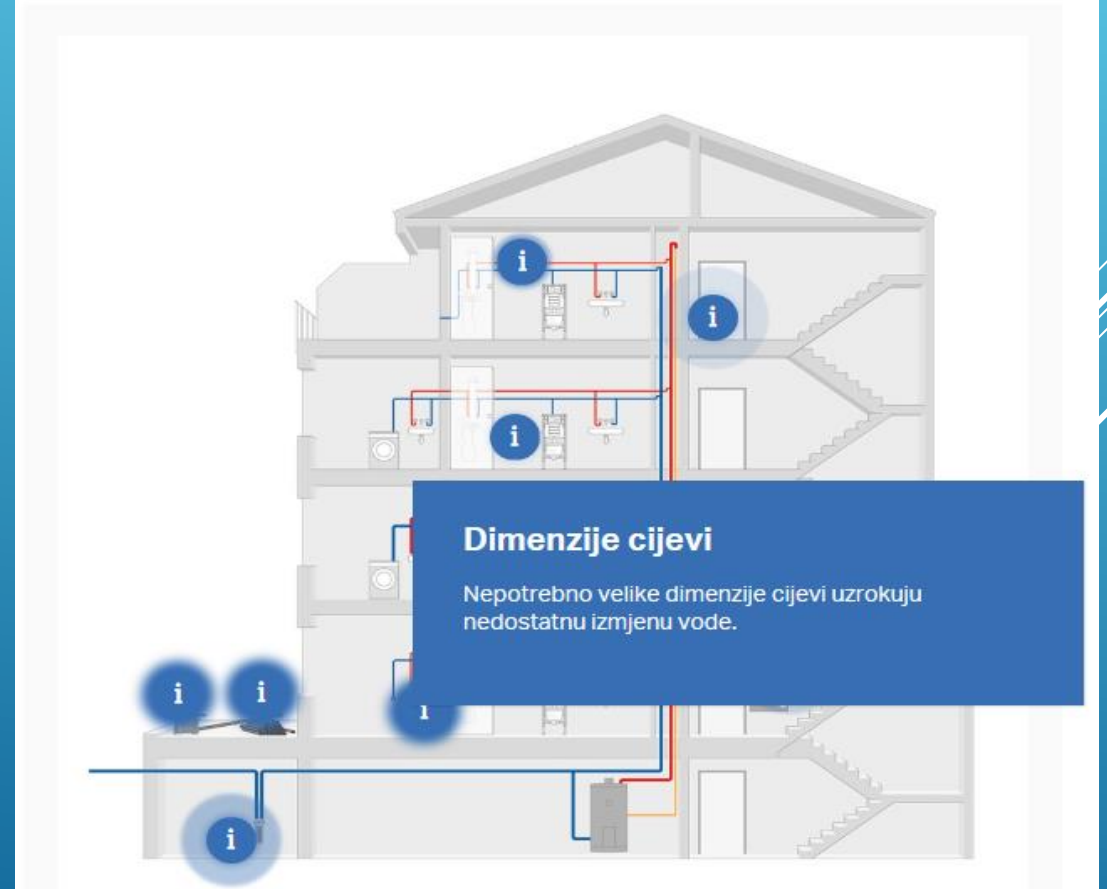 i
i
i
Dimenzije cijevi
Nepotrebno velike dimenzije cijevi uzrokuju
nedostatnu izmjenu vode.
i
i
i
i